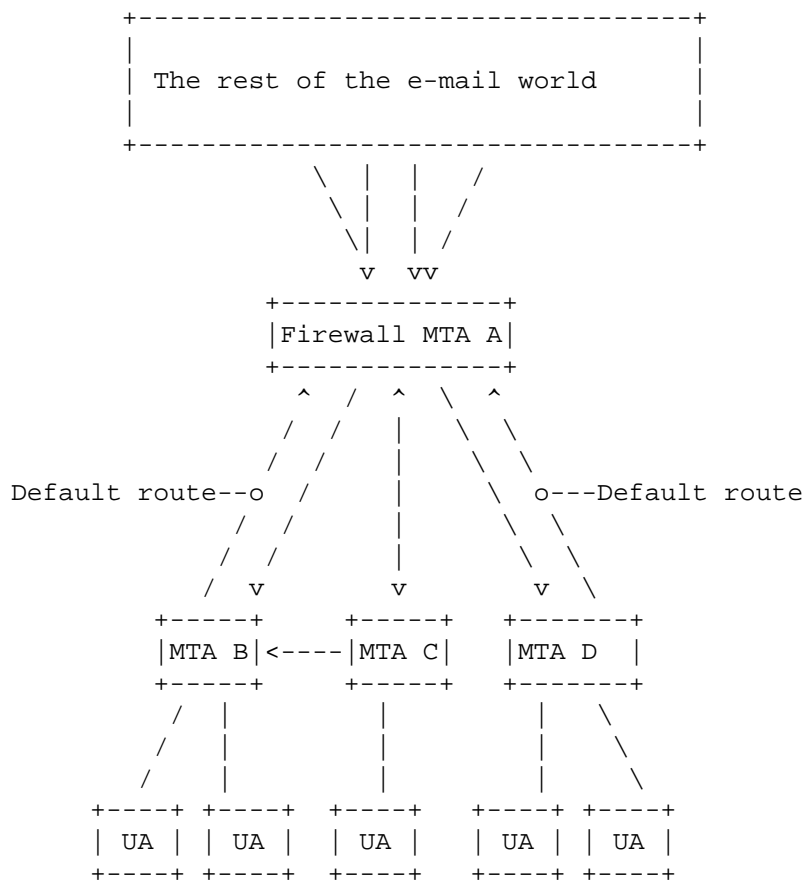 The rest of the e-mail world
Firewall MTA A
Default route--o o---Default route
MTA B MTA C MTA D
UA UA UA UA UA